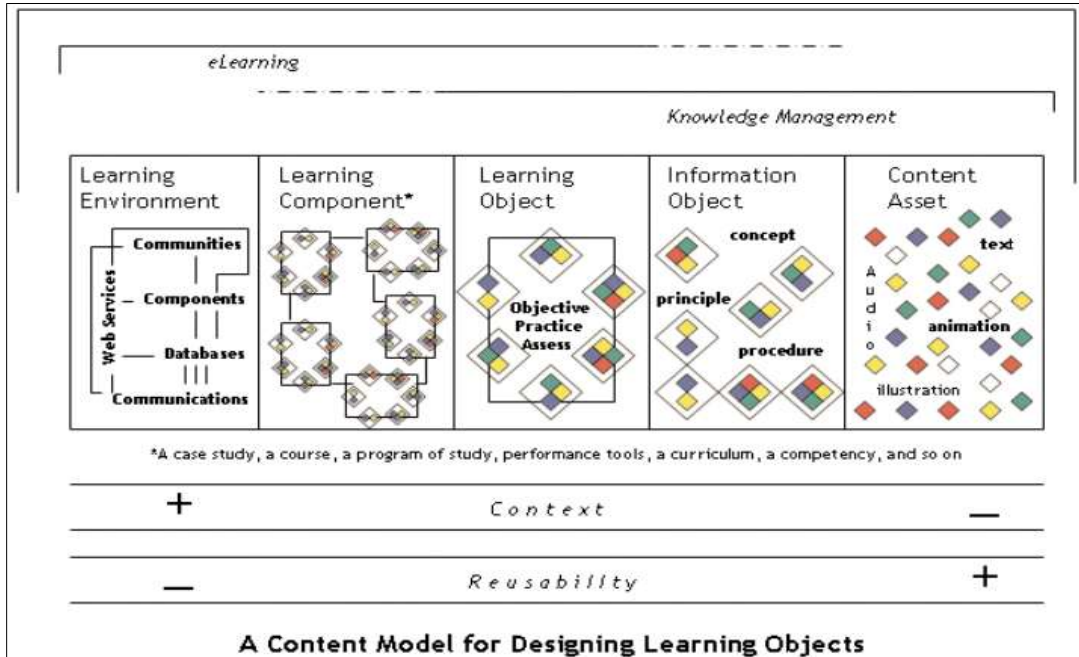 eLearning
Knowledge Management
Learning
Environment
Communities
Web Services
Components
Databases
Communications
Learning
Component*
Learning
Object
Objective
Practice
Assess
Information
Object
concept
principle
procedure
Content
Asset
text
Audio
animation
illustration
*A case study, a course, a program of study, performance tools, a curriculum, a competency, and so on
+ Context —
— Reusability +
A Content Model for Designing Learning Objects